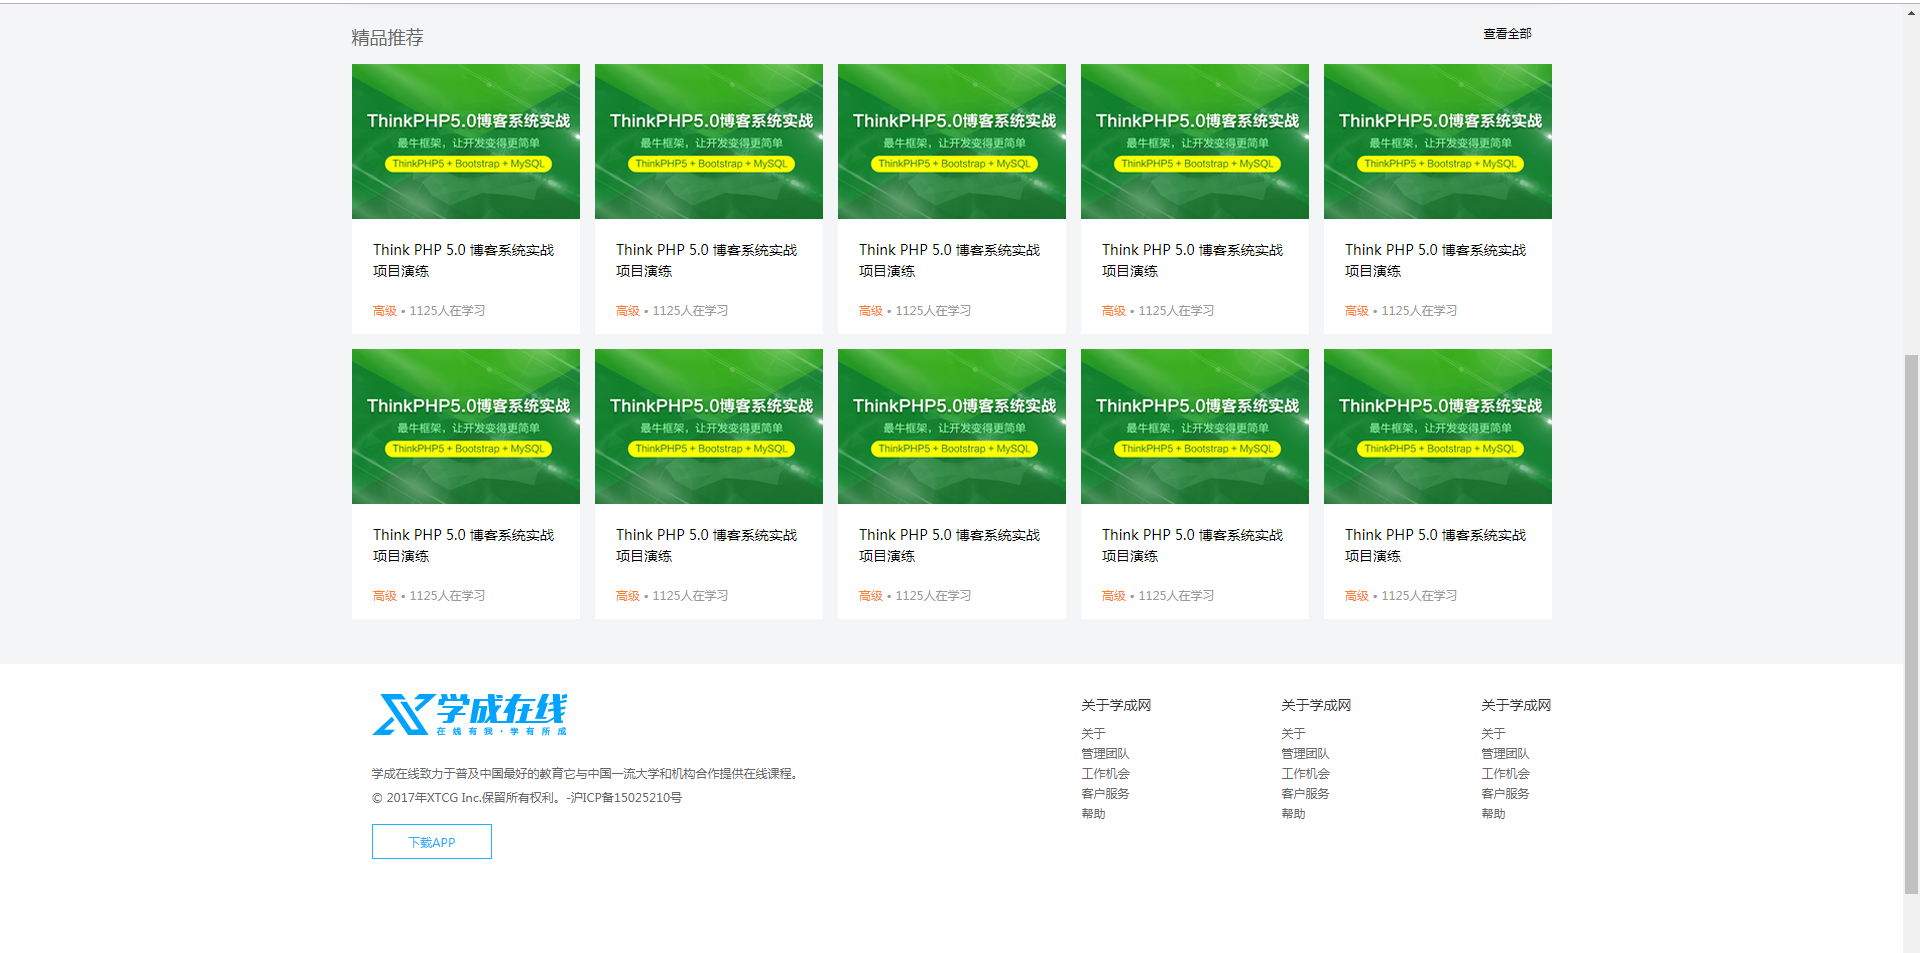 精品推荐
查看全部
ThinkPHP5.0博客系统实战 ThinkPHP5.0博客系统实战 ThinkPHP5.0博客系统实战 ThinkPHP5.0博客系统实战 ThinkPHP5.0博客系统实战
最牛框架，让开发变得更简单 最牛框架，让开发变得更简单 最牛框架，让开发变得更简单 最牛框架，让开发变得更简单 最牛框架，让开发变得更简单
ThinkPHP5 + Bootstrap + MySQL ThinkPHP5 + Bootstrap + MySQL ThinkPHP5 + Bootstrap + MySQL ThinkPHP5 + Bootstrap + MySQL ThinkPHP5 + Bootstrap + MySQL
Think PHP 5.0 博客系统实战 Think PHP 5.0 博客系统实战 Think PHP 5.0 博客系统实战 Think PHP 5.0 博客系统实战 Think PHP 5.0 博客系统实战
项目演练 项目演练 项目演练 项目演练 项目演练
高级 • 1125人在学习 高级 • 1125人在学习 高级 • 1125人在学习 高级 • 1125人在学习 高级 • 1125人在学习
ThinkPHP5.0博客系统实战 ThinkPHP5.0博客系统实战 ThinkPHP5.0博客系统实战 ThinkPHP5.0博客系统实战 ThinkPHP5.0博客系统实战
最牛框架，让开发变得更简单 最牛框架，让开发变得更简单 最牛框架，让开发变得更简单 最牛框架，让开发变得更简单 最牛框架，让开发变得更简单
ThinkPHP5 + Bootstrap + MySQL ThinkPHP5 + Bootstrap + MySQL ThinkPHP5 + Bootstrap + MySQL ThinkPHP5 + Bootstrap + MySQL ThinkPHP5 + Bootstrap + MySQL
Think PHP 5.0 博客系统实战 Think PHP 5.0 博客系统实战 Think PHP 5.0 博客系统实战 Think PHP 5.0 博客系统实战 Think PHP 5.0 博客系统实战
项目演练 项目演练 项目演练 项目演练 项目演练
高级 • 1125人在学习 高级 • 1125人在学习 高级 • 1125人在学习 高级 • 1125人在学习 高级 • 1125人在学习
学成在线
在线有我·学有所成
学成在线致力于普及中国最好的教育它与中国一流大学和机构合作提供在线课程。
© 2017年XTCG Inc.保留所有权利。-沪ICP备15025210号
下载APP
关于学成网
关于
管理团队
工作机会
客户服务
帮助
关于学成网
关于
管理团队
工作机会
客户服务
帮助
关于学成网
关于
管理团队
工作机会
客户服务
帮助